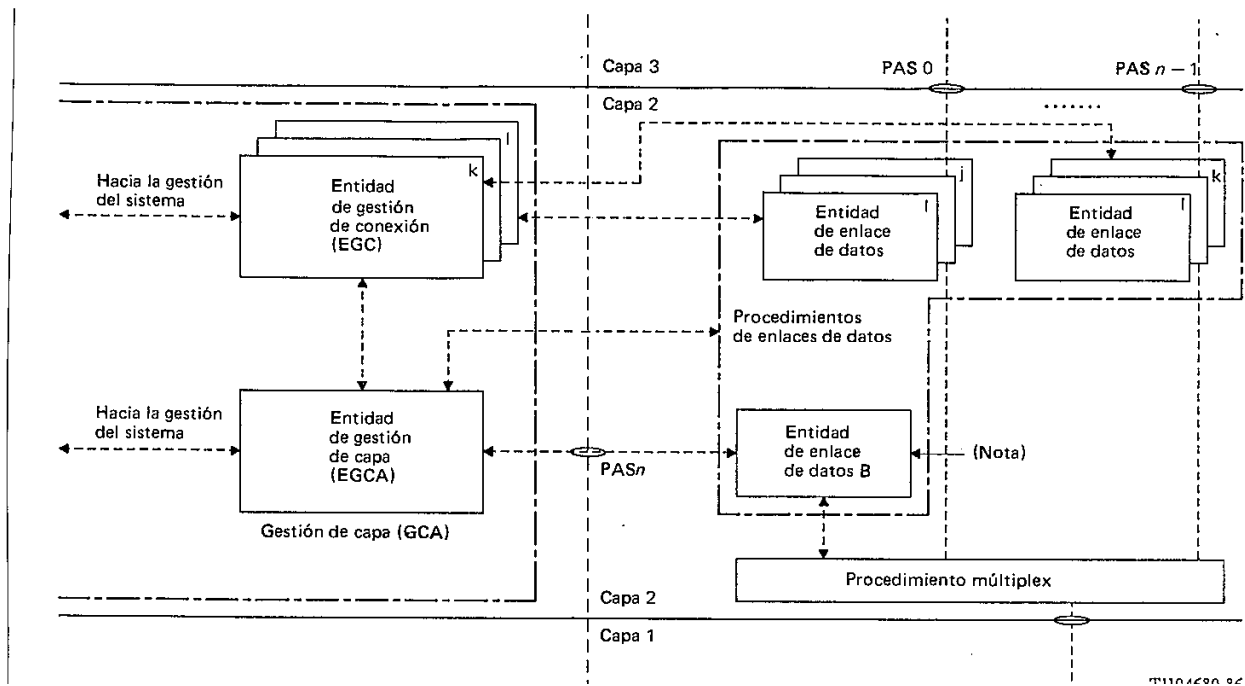 Capa 3
PAS 0
PAS n − 1
Capa 2
.......
l
k
Entidad
de gestión
de conexión
(EGC)
Hacia la gestión
del sistema
j
Entidad
de enlace
de datos
k
Entidad
de enlace
de datos
Procedimientos
de enlaces de datos
Hacia la gestión
del sistema
Entidad
de gestión
de capa
(EGCA)
PASn
Entidad
de enlace
de datos B
(Nota)
Gestión de capa (GCA)
Procedimiento múltiplex
Capa 2
Capa 1
T1104680-86